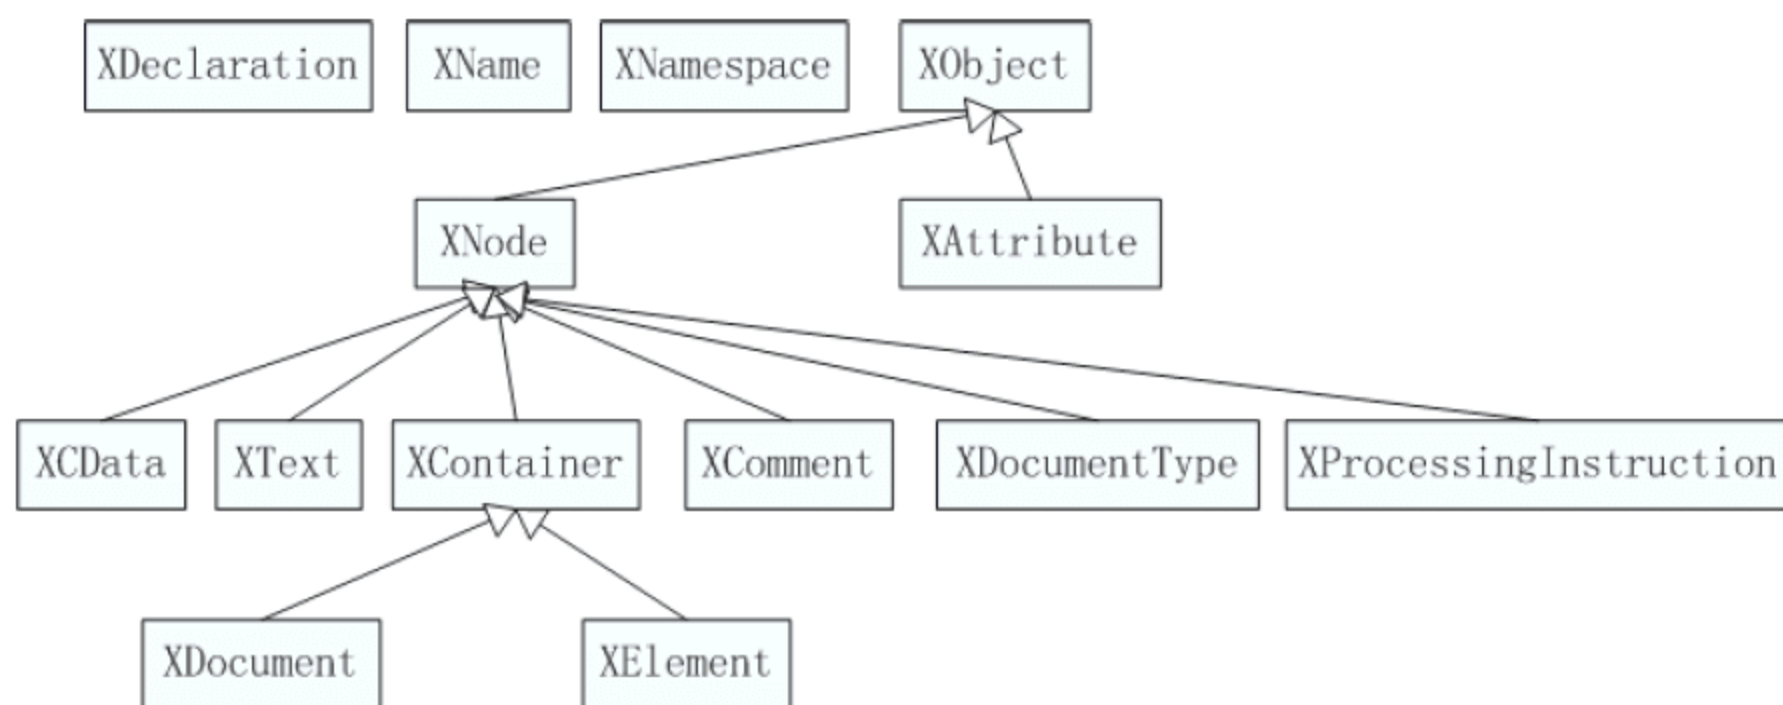 XDeclaration
XName
XNamespace
XObject
XNode
XAttribute
XCData
XText
XContainer
XComment
XDocumentType
XProcessingInstruction
XDocument
XElement